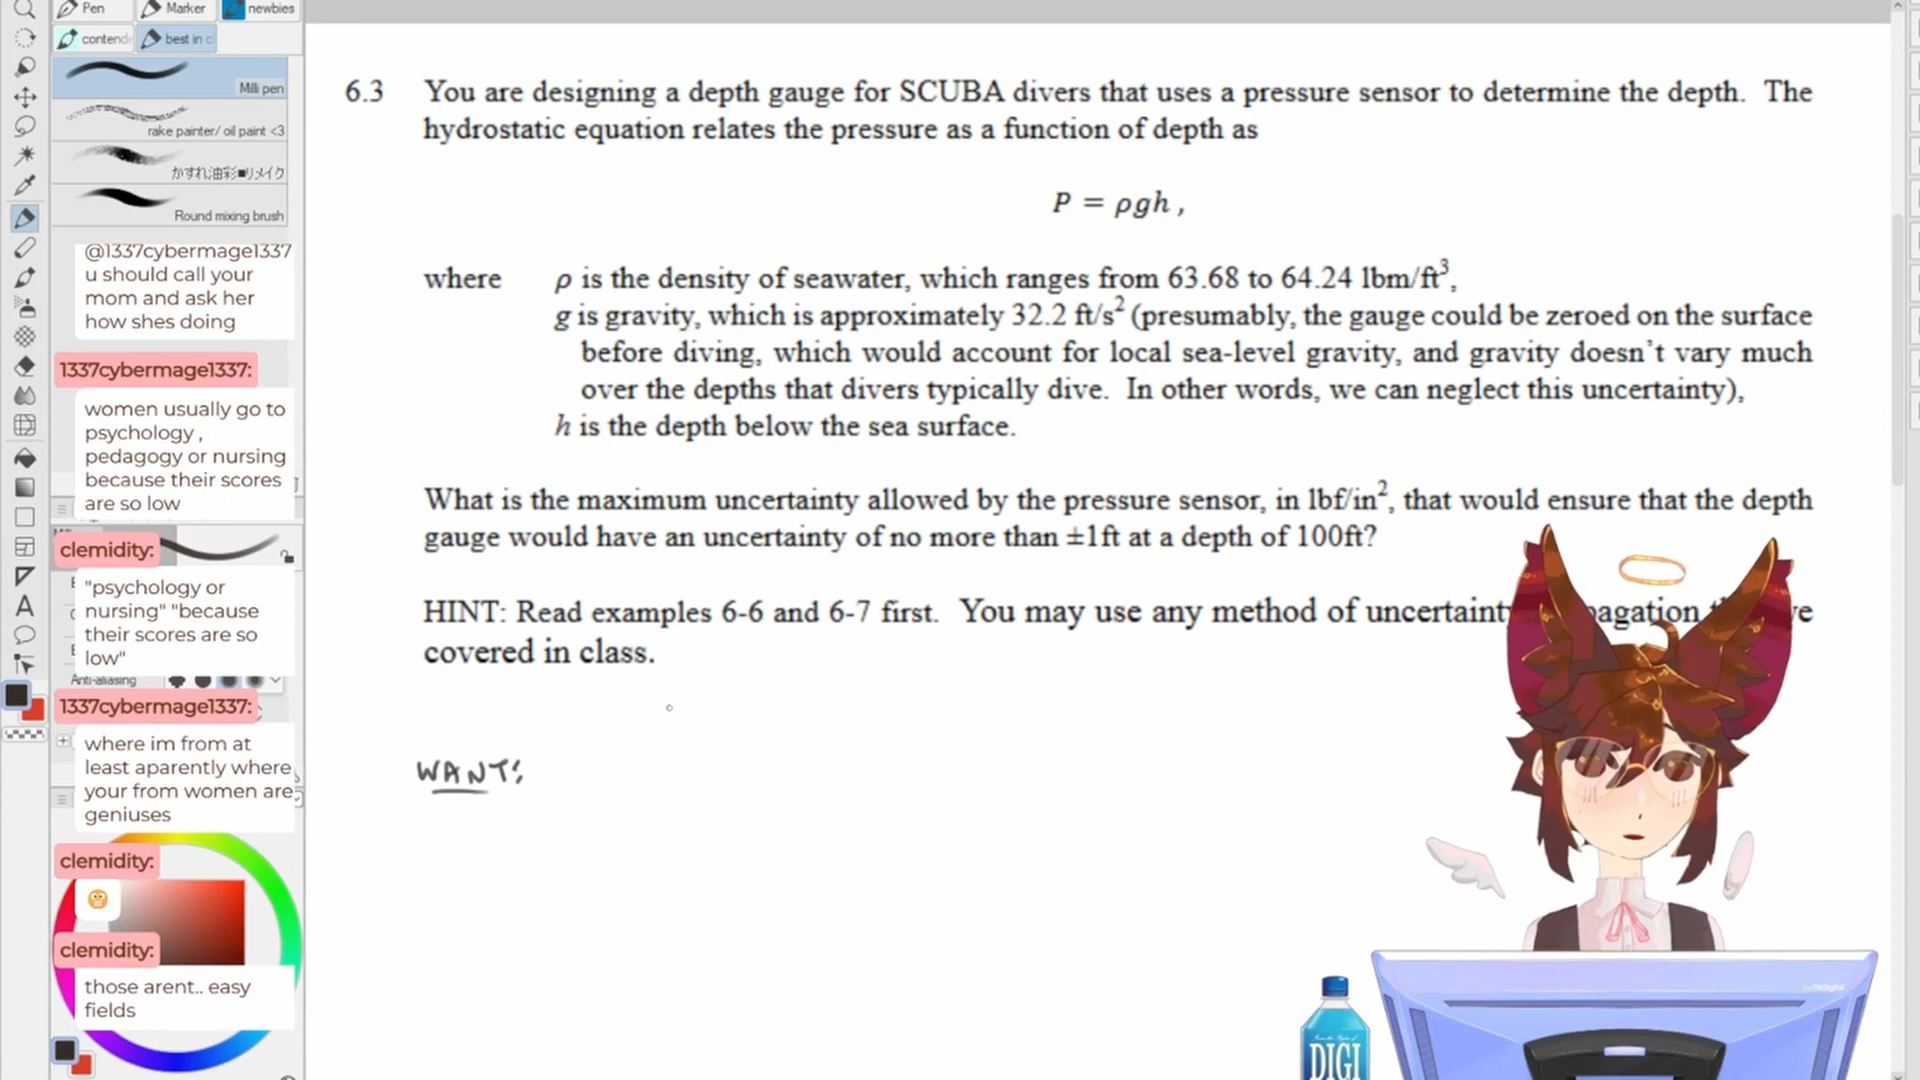 Pen
Marker
newbies
contend
best in c
Milli pen
rake painter/ oil paint <3
かすれ油彩■リメイク
Round mixing brush
@1337cybermage1337
u should call your
mom and ask her
how shes doing
1337cybermage1337:
women usually go to
psychology ,
pedagogy or nursing
because their scores
are so low
clemidity:
"psychology or
nursing" "because
their scores are so
low"
Anti-aliasing
1337cybermage1337:
where im from at
least aparently where
your from women are
geniuses
clemidity:
clemidity:
those arent.. easy
fields
6.3 You are designing a depth gauge for SCUBA divers that uses a pressure sensor to determine the depth. The
hydrostatic equation relates the pressure as a function of depth as
P = ρgh ,
where ρ is the density of seawater, which ranges from 63.68 to 64.24 lbm/ft³,
g is gravity, which is approximately 32.2 ft/s² (presumably, the gauge could be zeroed on the surface
before diving, which would account for local sea-level gravity, and gravity doesn't vary much
over the depths that divers typically dive. In other words, we can neglect this uncertainty),
h is the depth below the sea surface.
What is the maximum uncertainty allowed by the pressure sensor, in lbf/in², that would ensure that the depth
gauge would have an uncertainty of no more than ±1ft at a depth of 100ft?
HINT: Read examples 6-6 and 6-7 first. You may use any method of uncertaint agation ve
covered in class.
WANT:
DIGI